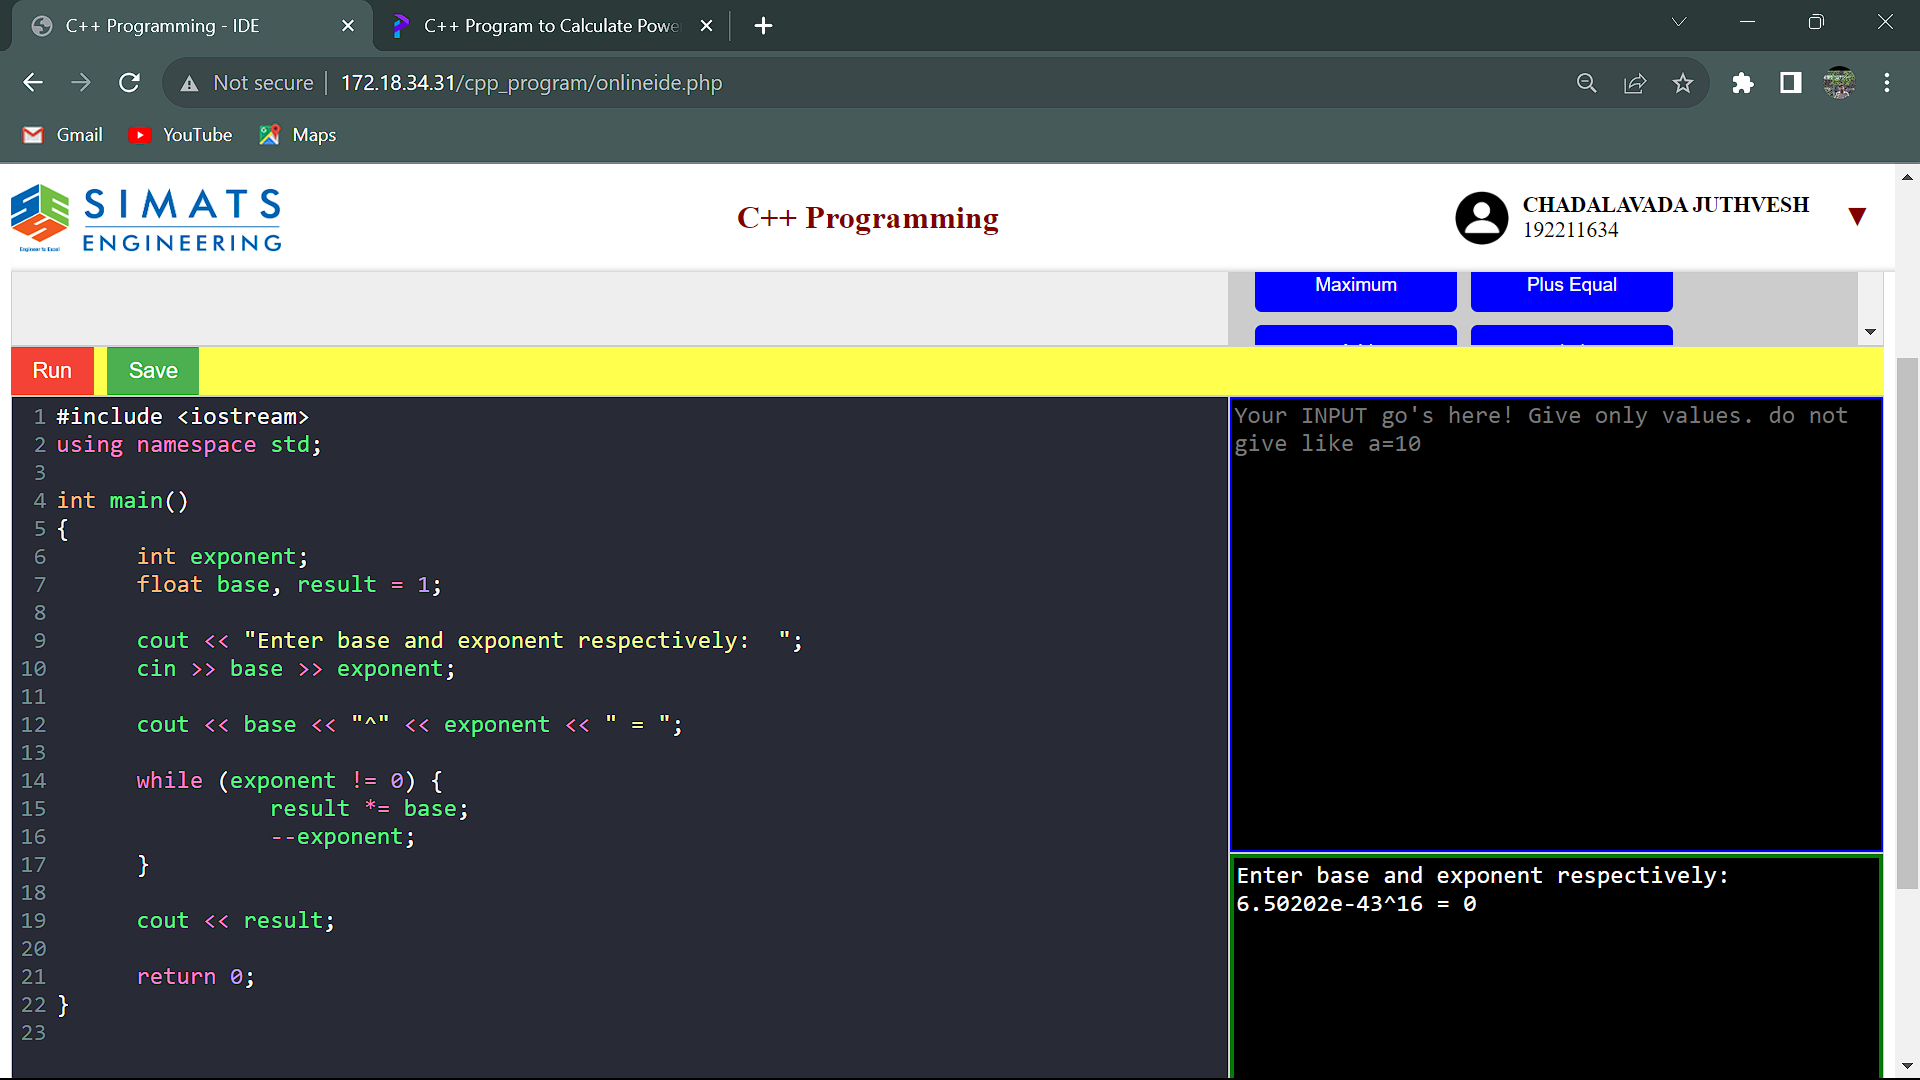 C++ Programming - IDE
C++ Program to Calculate Powe
Not secure
172.18.34.31/cpp_program/onlineide.php
Gmail
YouTube
Maps
SIMATS
ENGINEERING
Engineer to Excel
C++ Programming
CHADALAVADA JUTHVESH
192211634
Maximum
Plus Equal
Run
Save
1 #include <iostream>
2 using namespace std;
3
4 int main()
5 {
6 int exponent;
7 float base, result = 1;
8
9 cout << "Enter base and exponent respectively:  ";
10 cin >> base >> exponent;
11
12 cout << base << "^" << exponent << " = ";
13
14 while (exponent != 0) {
15 result *= base;
16 --exponent;
17 }
18
19 cout << result;
20
21 return 0;
22 }
23
Your INPUT go's here! Give only values. do not
give like a=10
Enter base and exponent respectively:
6.50202e-43^16 = 0